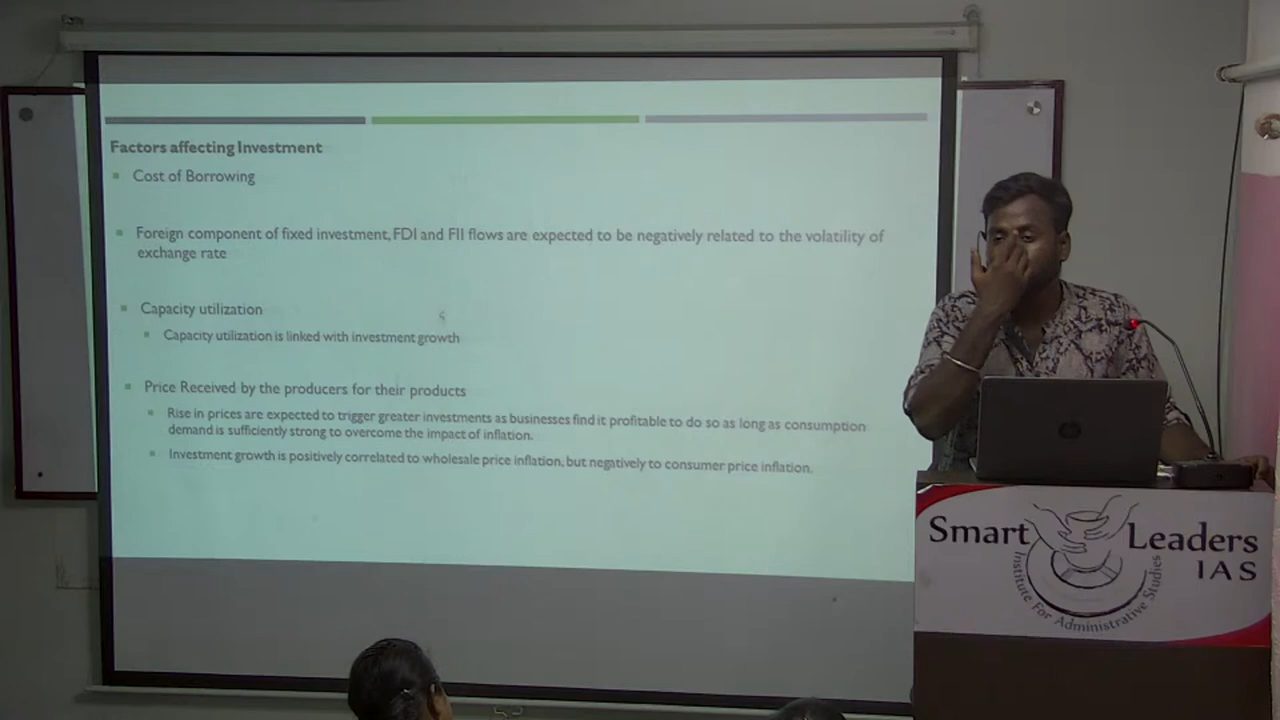 Factors affecting Investment
Cost of Borrowing
Foreign component of fixed investment, FDI and FII flows are expected to be negatively related to the volatility of
exchange rate
Capacity utilization
Capacity utilization is linked with investment growth
Price Received by the producers for their products
Rise in prices are expected to trigger greater investments as businesses find it profitable to do so as long as consumption
demand is sufficiently strong to overcome the impact of inflation.
Investment growth is positively correlated to wholesale price inflation, but negatively to consumer price inflation.
Smart Leaders
IAS
Institute For Administrative Studies